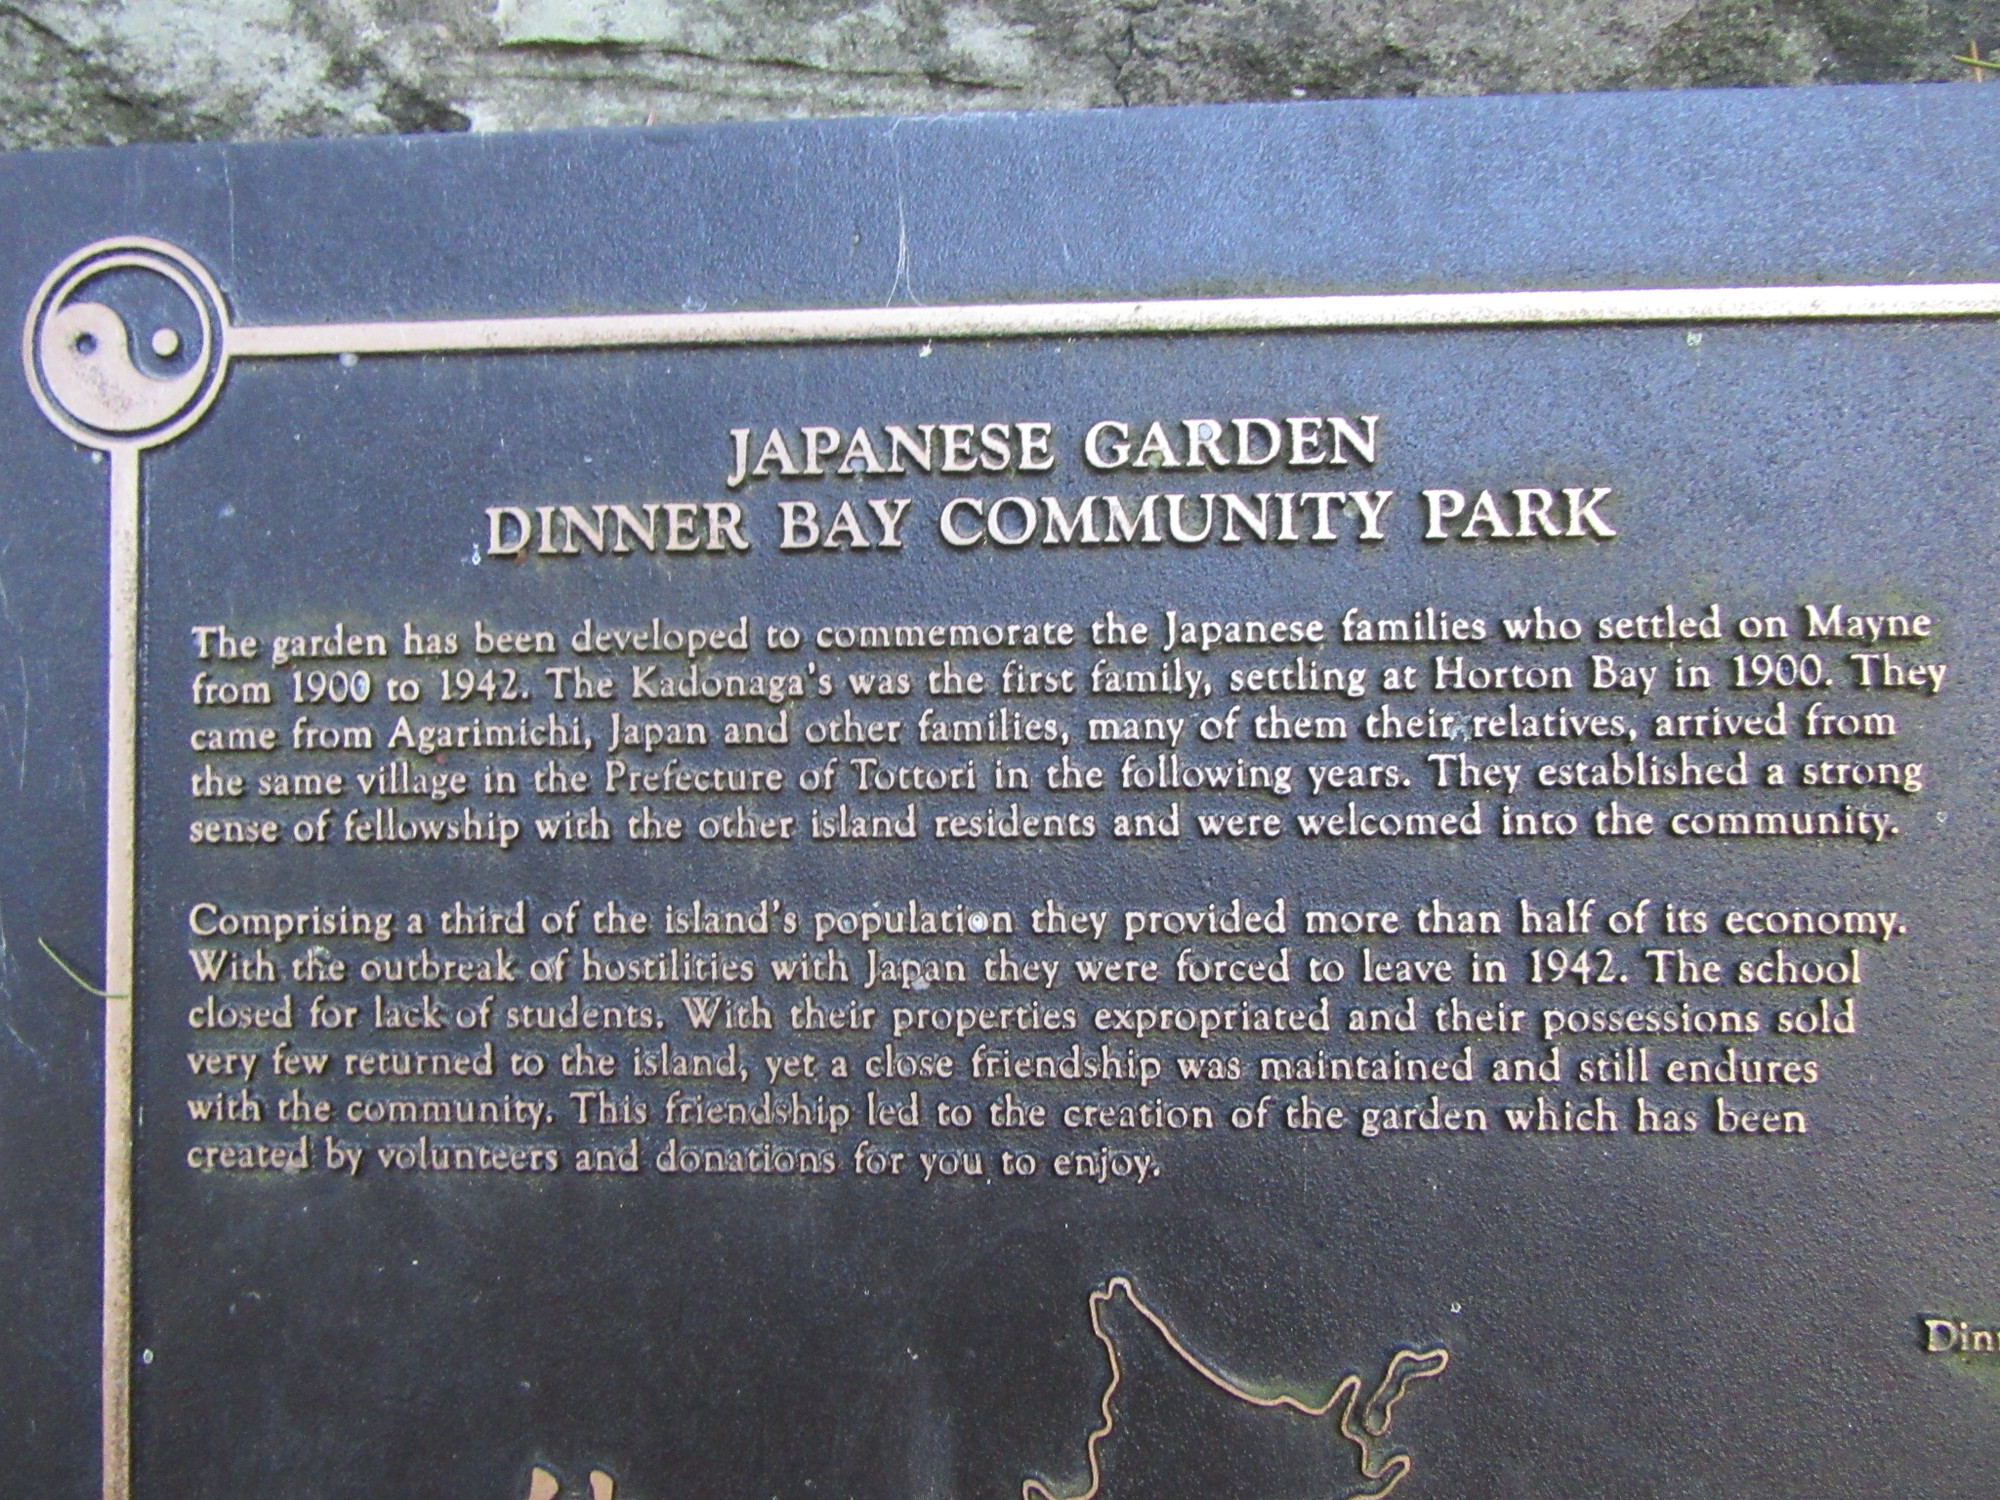 JAPANESE GARDEN
DINNER BAY COMMUNITY PARK
The garden has been developed to commemorate the Japanese families who settled on Mayne
from 1900 to 1942. The Kadonaga's was the first family, settling at Horton Bay in 1900. They
came from Agarimichi, Japan and other families, many of them their relatives, arrived from
the same village in the Prefecture of Tottori in the following years. They established a strong
sense of fellowship with the other island residents and were welcomed into the community.
Comprising a third of the island's population they provided more than half of its economy.
With the outbreak of hostilities with Japan they were forced to leave in 1942. The school
closed for lack of students. With their properties expropriated and their possessions sold
very few returned to the island, yet a close friendship was maintained and still endures
with the community. This friendship led to the creation of the garden which has been
created by volunteers and donations for you to enjoy.